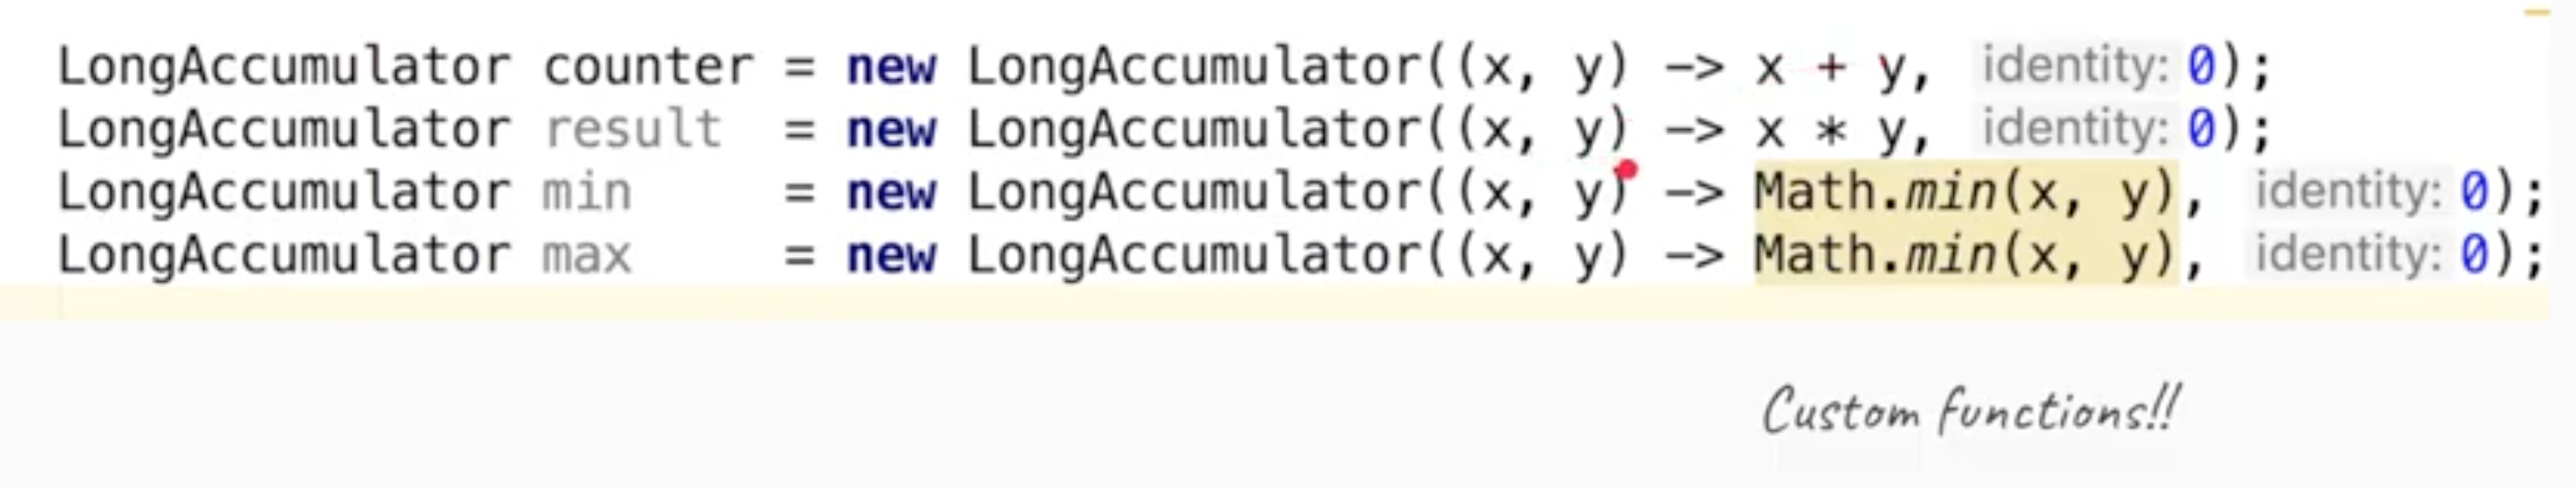 LongAccumulator counter = new LongAccumulator((x, y) -> x + y, identity: 0);
LongAccumulator result = new LongAccumulator((x, y) -> x * y, identity: 0);
LongAccumulator min = new LongAccumulator((x, y) -> Math.min(x, y), identity: 0);
LongAccumulator max = new LongAccumulator((x, y) -> Math.min(x, y), identity: 0);
Custom functions!!